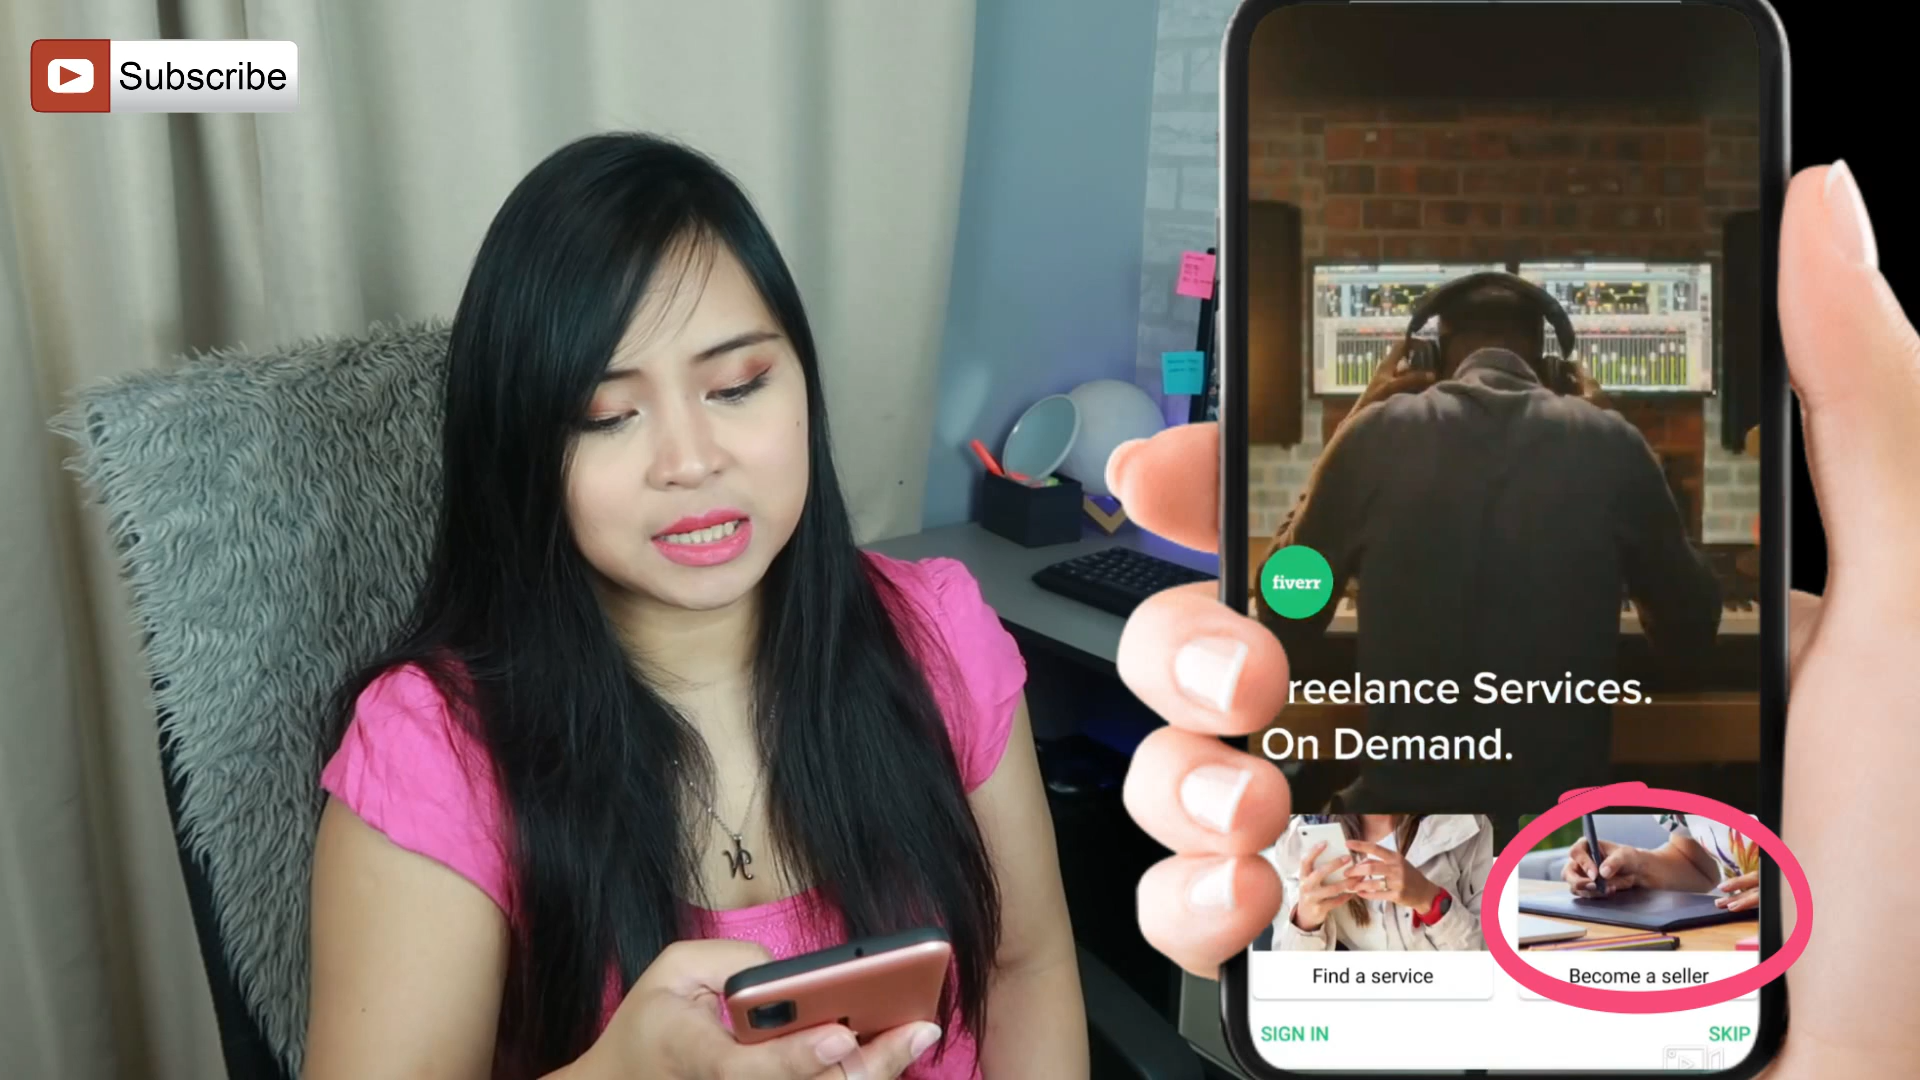 Subscribe
fiverr
reelance Services.
On Demand.
Find a service
Become a seller
SIGN IN
SKIP